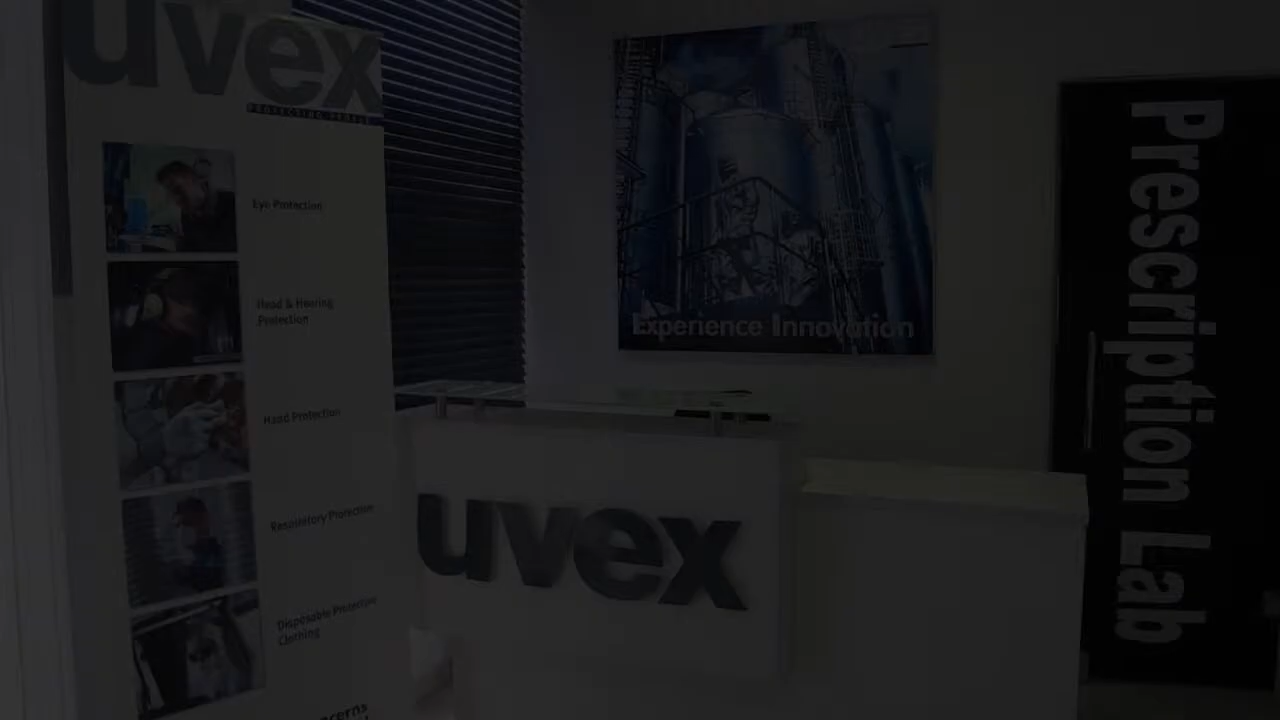 uvex
PROTECTING PEOPLE
Eye Protection
Head & Hearing
Protection
Hand Protection
Respiratory Protection
Disposable Protective
Clothing
Experience Innovation
uvex
Prescription Lab